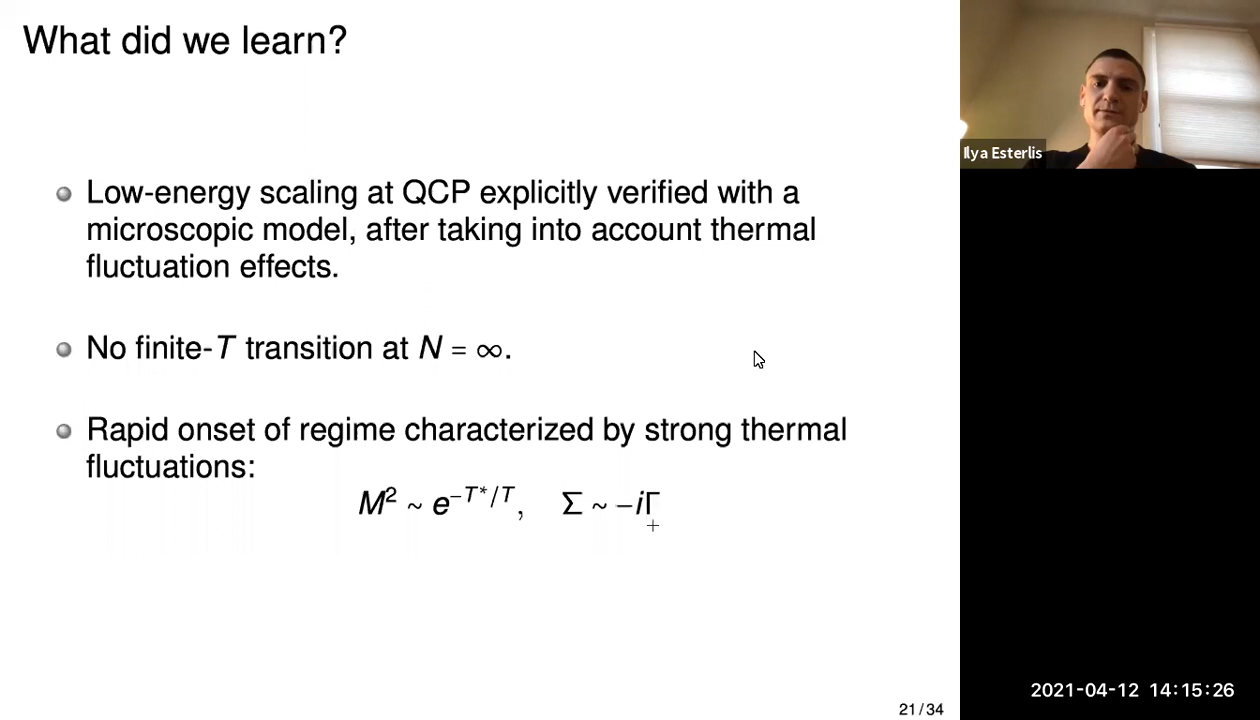 What did we learn?
Low-energy scaling at QCP explicitly verified with a
microscopic model, after taking into account thermal
fluctuation effects.
No finite-T transition at N = ∞.
Rapid onset of regime characterized by strong thermal
fluctuations:
M² ~ e^{-T*/T}, Σ ~ −iΓ
21/34
Ilya Esterlis
2021-04-12 14:15:26